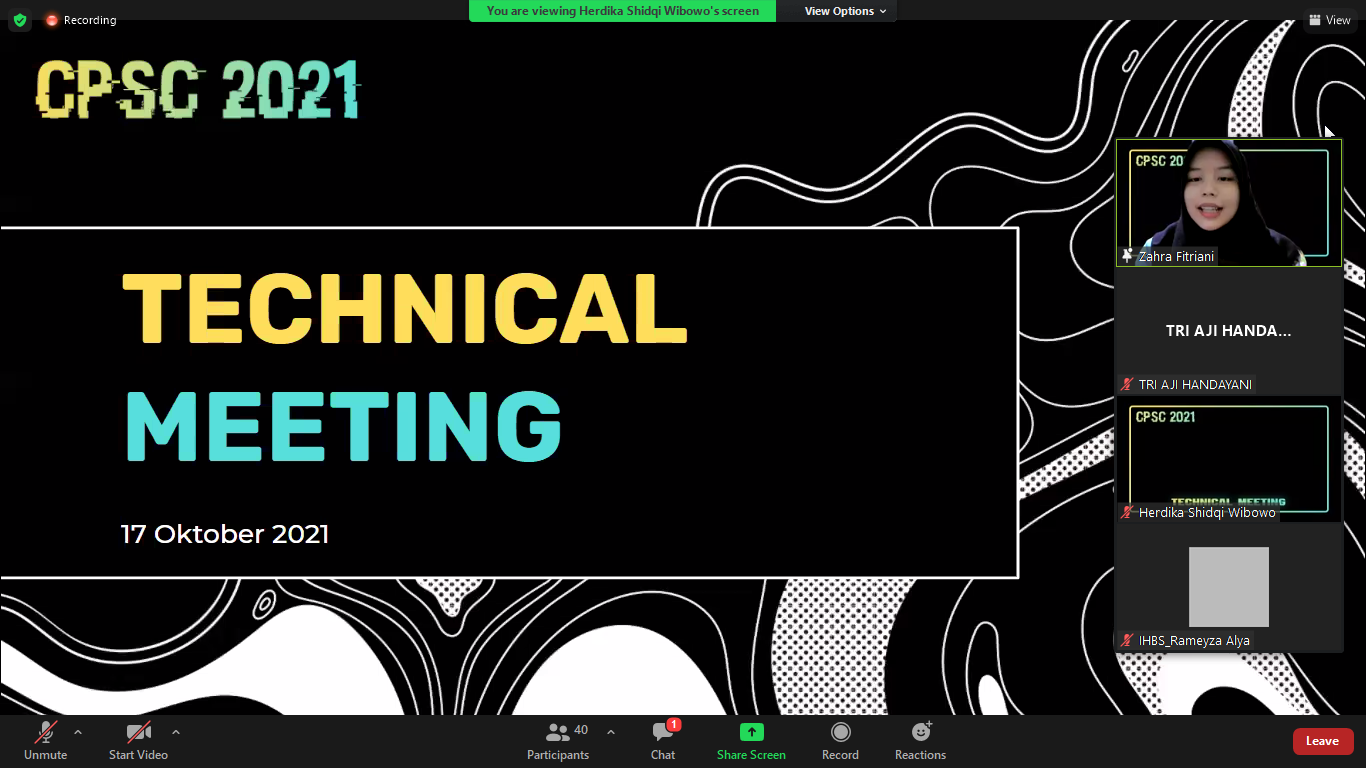 Recording
You are viewing Herdika Shidqi Wibowo's screen
View Options
View
CPSC 2021
TECHNICAL
MEETING
17 Oktober 2021
CPSC 20
Zahra Fitriani
TRI AJI HANDA...
TRI AJI HANDAYANI
CPSC 2021
TECHNICAL MEETING
Herdika Shidqi Wibowo
IHBS_Rameyza Alya
Unmute
Start Video
Participants
40
Chat
1
Share Screen
Record
Reactions
Leave